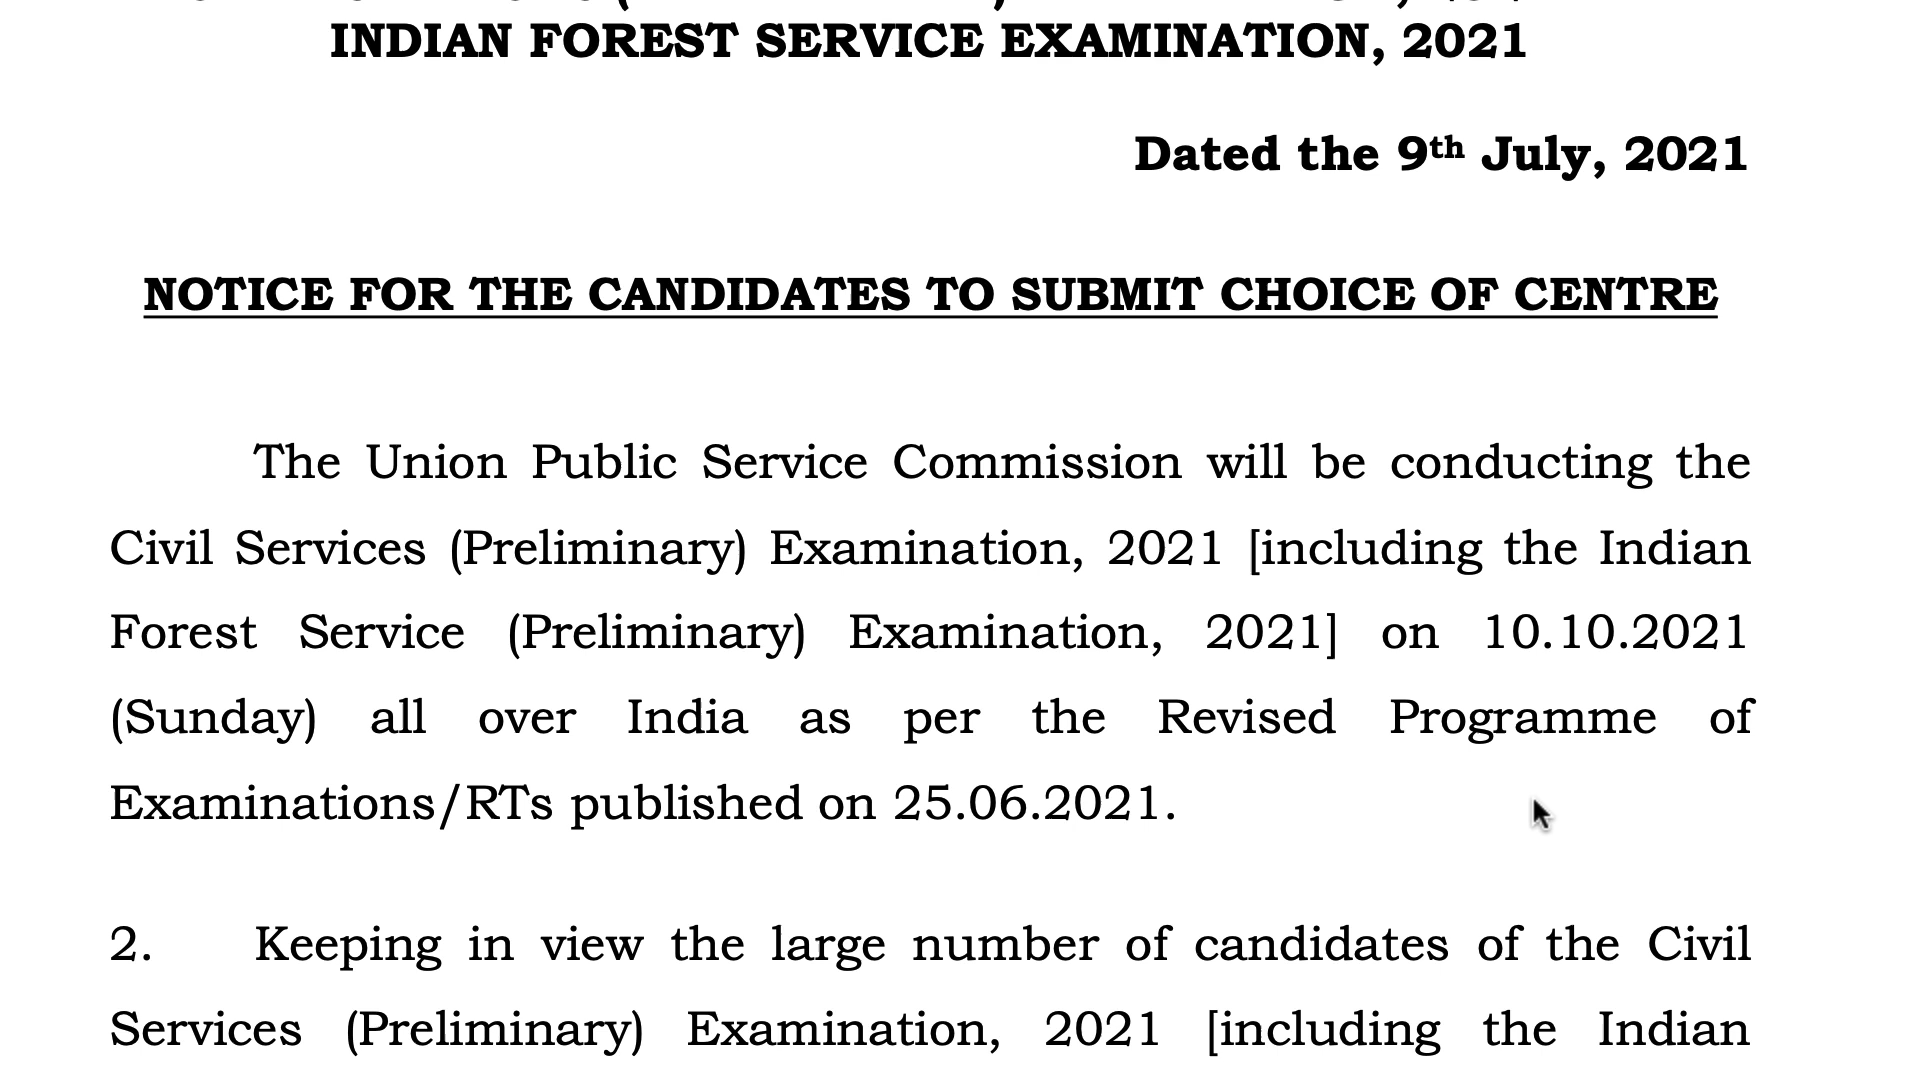 INDIAN FOREST SERVICE EXAMINATION, 2021
Dated the 9th July, 2021
NOTICE FOR THE CANDIDATES TO SUBMIT CHOICE OF CENTRE
The Union Public Service Commission will be conducting the
Civil Services (Preliminary) Examination, 2021 [including the Indian
Forest Service (Preliminary) Examination, 2021] on 10.10.2021
(Sunday) all over India as per the Revised Programme of
Examinations/RTs published on 25.06.2021.
2. Keeping in view the large number of candidates of the Civil
Services (Preliminary) Examination, 2021 [including the Indian